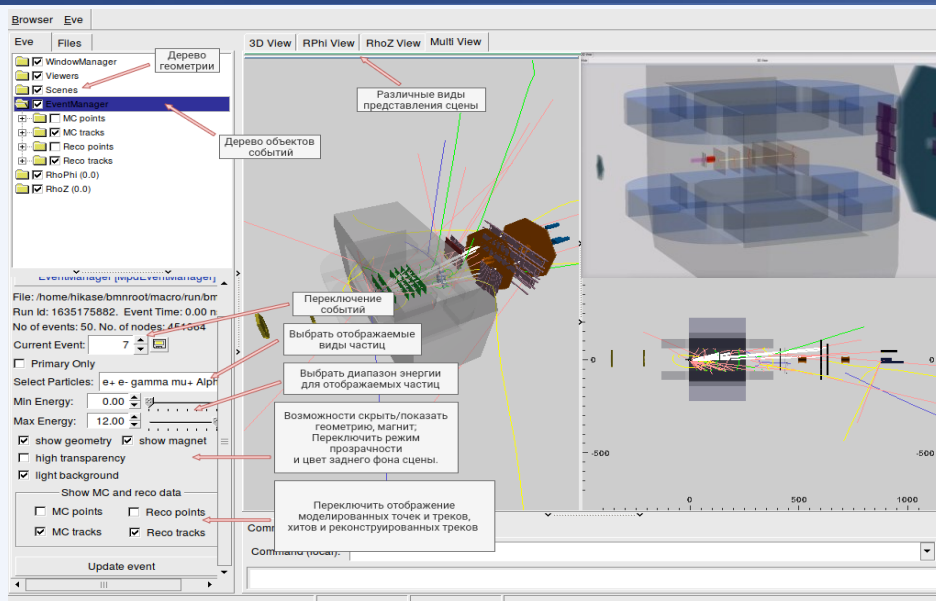 Browser Eve
Eve Files
3D View RPhi View RhoZ View Multi View
WindowManager
Viewers
Scenes
EventManager
MC points
MC tracks
Reco points
Reco tracks
RhoPhi (0.0)
RhoZ (0.0)
Дерево
геометрии
Различные виды
представления сцены
Дерево объектов
событий
EventManager [MpdEventManager]
File: /home/hikase/bmnroot/macro/run/bm
Run Id: 1635175882. Event Time: 0.00 n
No of events: 50. No. of nodes:
Current Event: 7
Primary Only
Select Particles: e+ e- gamma mu+ Alph
Min Energy: 0.00
Max Energy: 12.00
show geometry show magnet
high transparency
light background
Show MC and reco data
MC points Reco points
MC tracks Reco tracks
Update event
Переключение
событий
Выбрать отображаемые
виды частиц
Выбрать диапазон энергии
для отображаемых частиц
Возможности скрыть/показать
геометрию, магнит;
Переключить режим
прозрачности
и цвет заднего фона сцены.
Переключить отображение
моделированных точек и треков,
хитов и реконструированных треков
0 0
-500 -500
0 500 1000
Command (local):